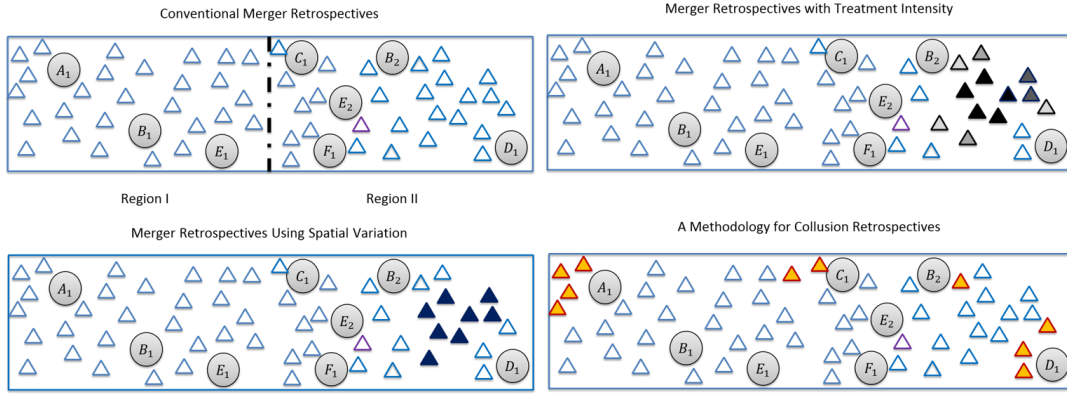 Conventional Merger Retrospectives
A₁ B₁ E₁ C₁ B₂ E₂ F₁ D₁
Region I Region II
Merger Retrospectives with Treatment Intensity
A₁ B₁ E₁ C₁ B₂ E₂ F₁ D₁
Merger Retrospectives Using Spatial Variation
A₁ B₁ E₁ C₁ B₂ E₂ F₁ D₁
A Methodology for Collusion Retrospectives
A₁ B₁ E₁ C₁ B₂ E₂ F₁ D₁